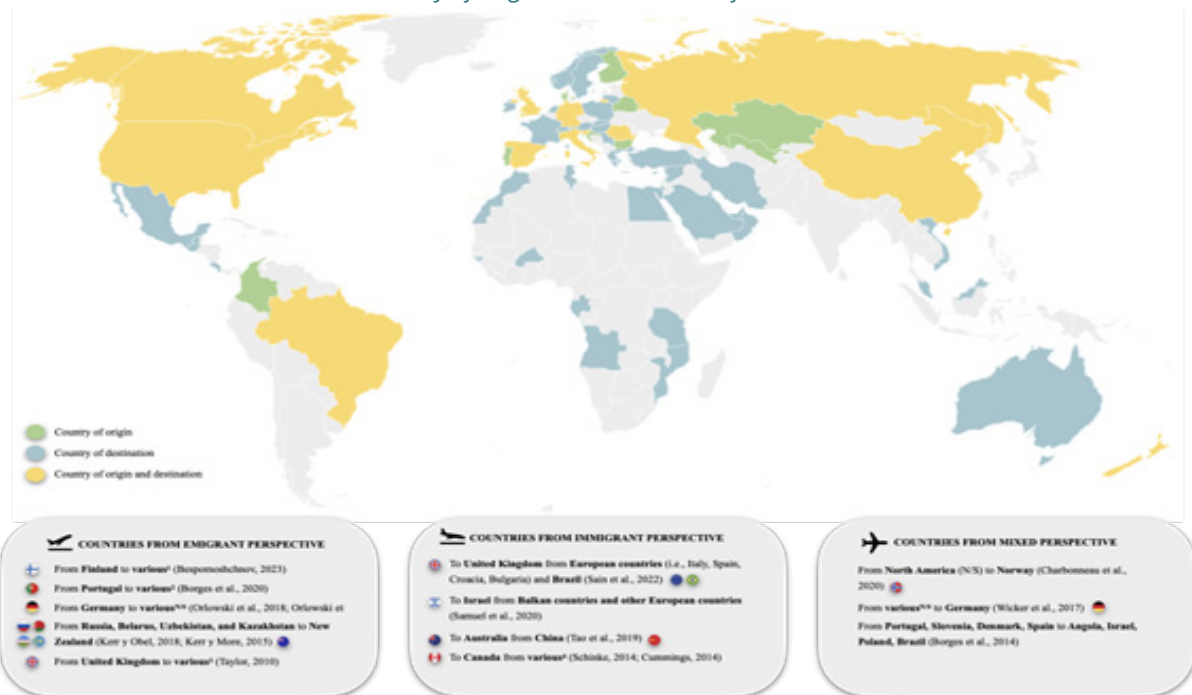 Country of origin
Country of destination
Country of origin and destination
COUNTRIES FROM EMIGRANT PERSPECTIVE
From Finland to various¹ (Bespomoshchnov, 2023)
From Portugal to various² (Borges et al., 2020)
From Germany to variousᴺ/ˢ (Orlowski et al., 2018; Orlowski et
From Russia, Belarus, Uzbekistan, and Kazakhstan to New
Zealand (Kerr y Obel, 2018; Kerr y More, 2015)
From United Kingdom to various³ (Taylor, 2010)
COUNTRIES FROM IMMIGRANT PERSPECTIVE
To United Kingdom from European countries (i.e., Italy, Spain,
Croacia, Bulgaria) and Brazil (Sain et al., 2022)
To Israel from Balkan countries and other European countries
(Samuel et al., 2020)
To Australia from China (Tao et al., 2019)
To Canada from various⁴ (Schinke, 2014; Cummings, 2014)
COUNTRIES FROM MIXED PERSPECTIVE
From North America (N/S) to Norway (Charbonneau et al.,
2020)
From variousᴺ/ˢ to Germany (Wicker et al., 2017)
From Portugal, Slovenia, Denmark, Spain to Angola, Israel,
Poland, Brazil (Borges et al., 2014)